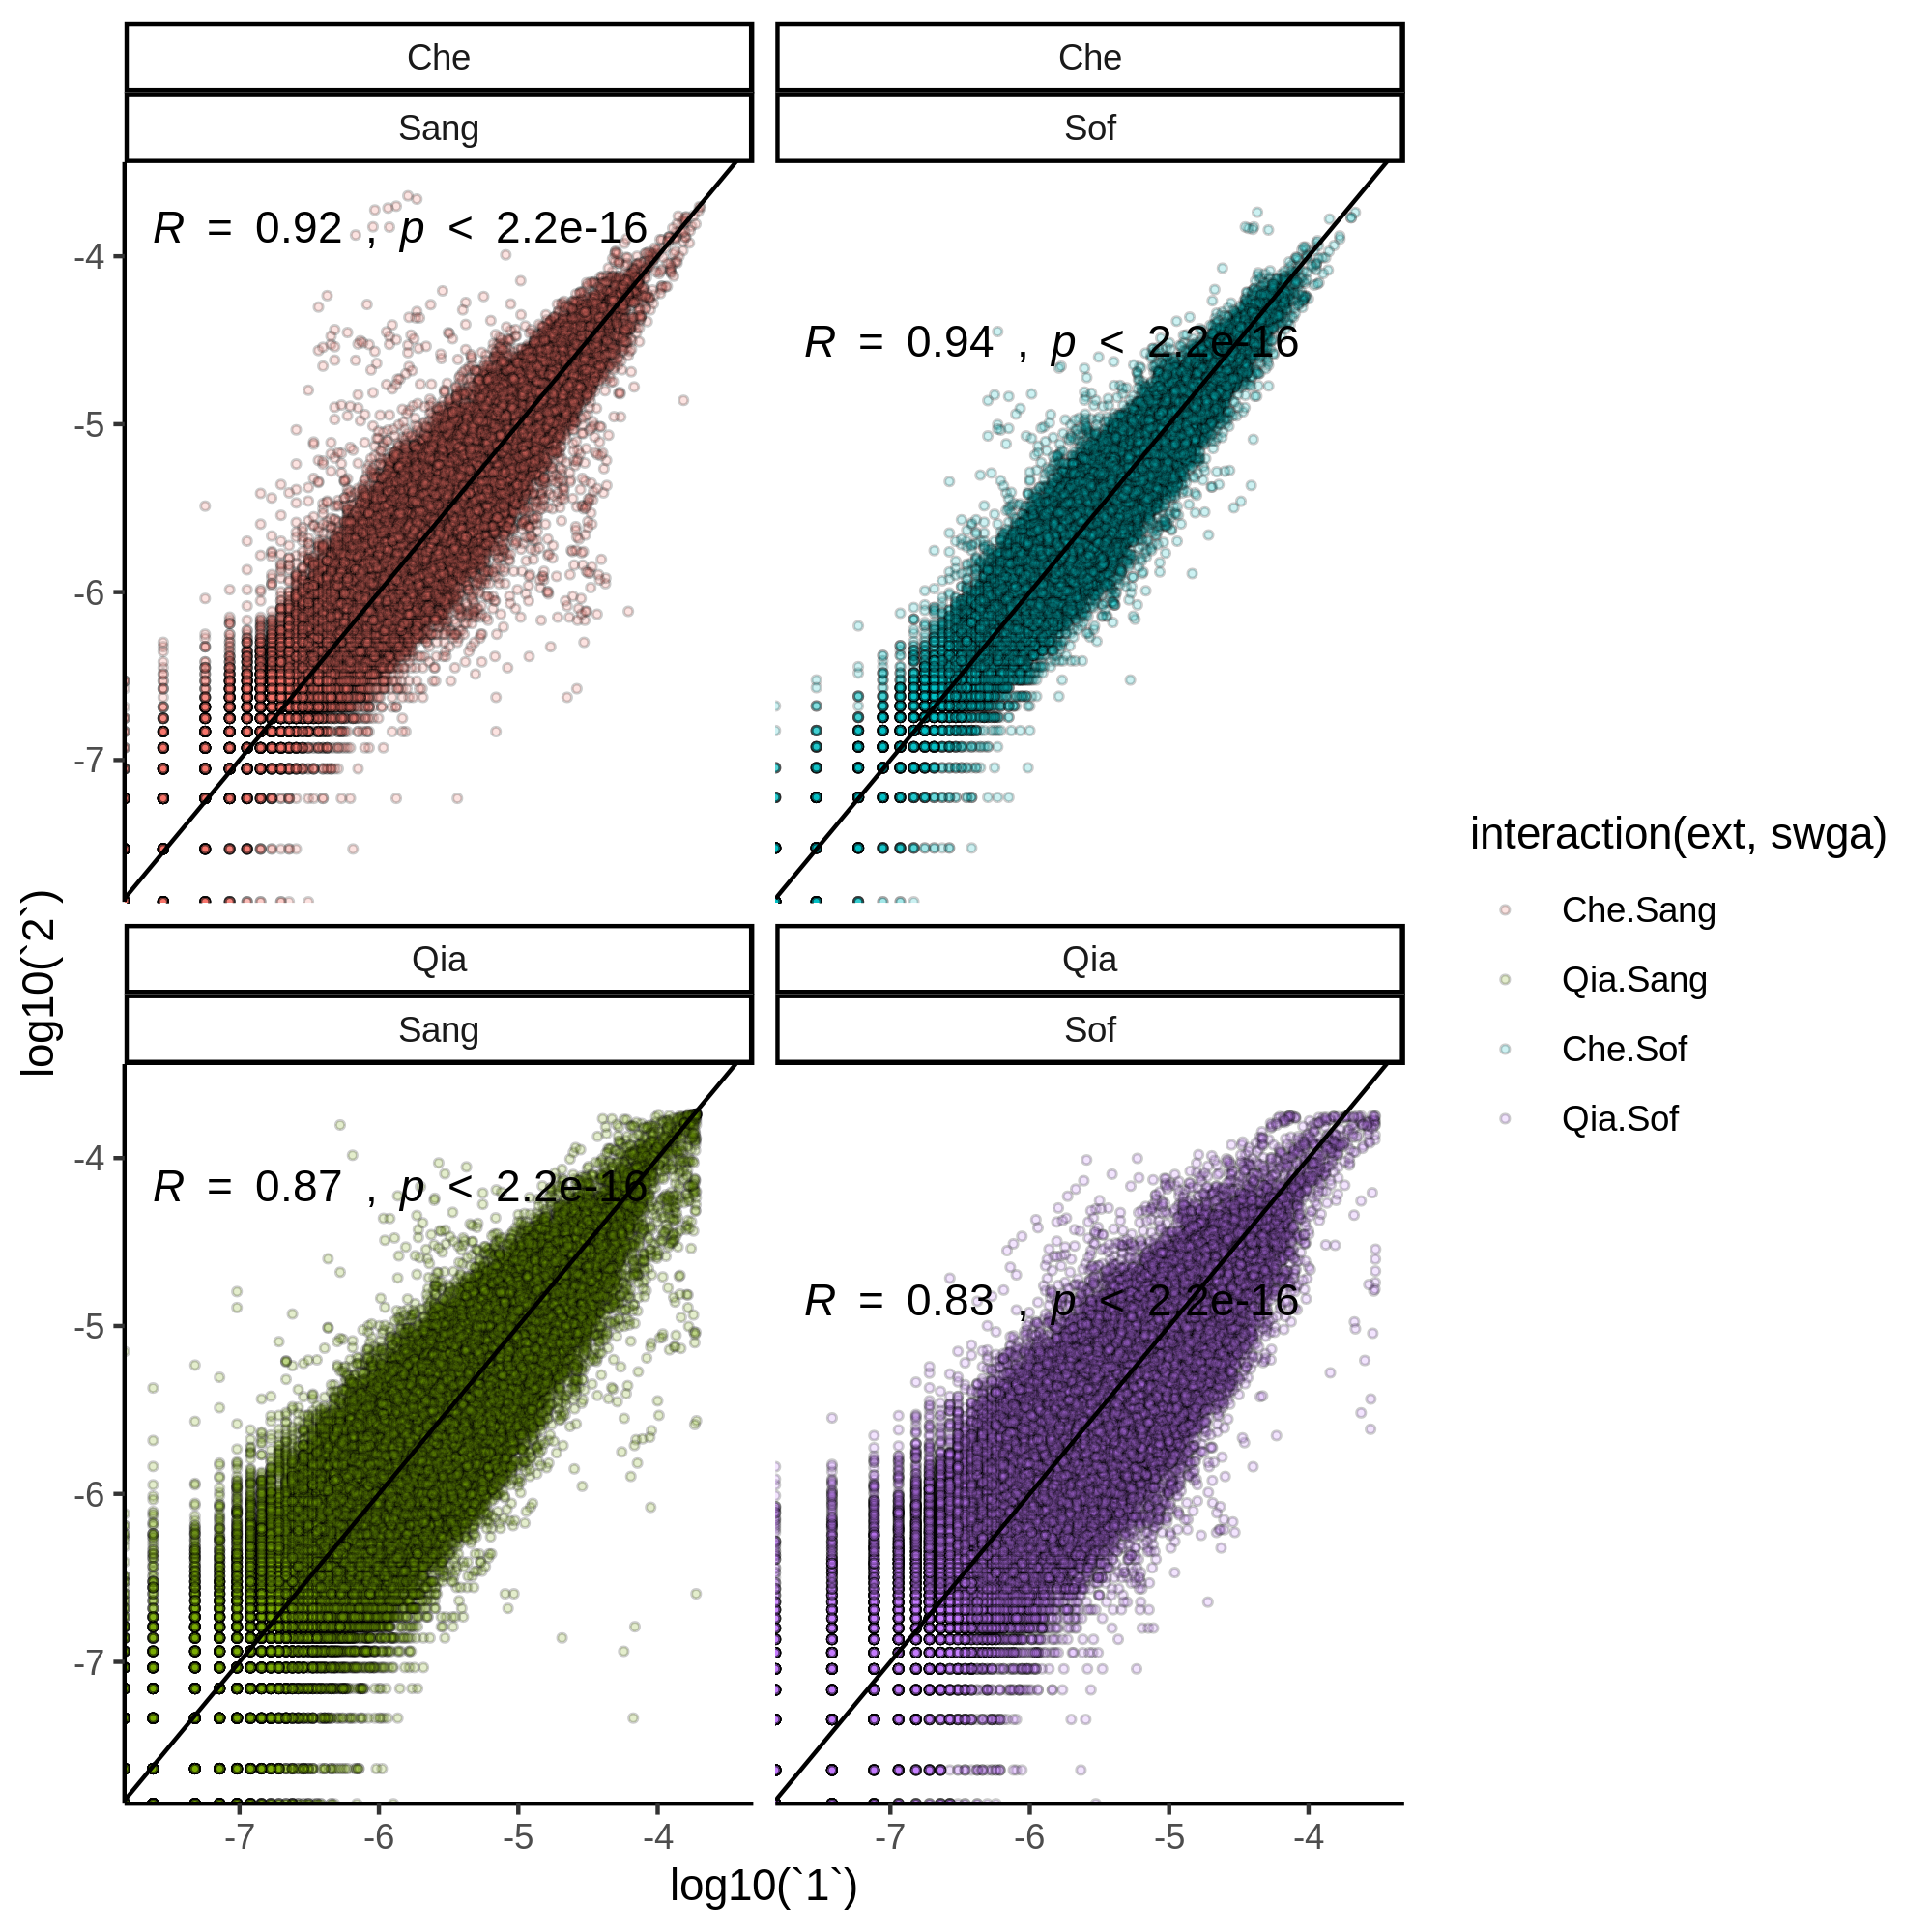 Che
Sang
R = 0.92 , p < 2.2e-16
-4
-5
-6
-7
Che
Sof
R = 0.94 , p < 2.2e-16
Qia
Sang
R = 0.87 , p < 2.2e-16
-4
-5
-6
-7
-7 -6 -5 -4
Qia
Sof
R = 0.83 , p < 2.2e-16
-7 -6 -5 -4
log10(`2`)
log10(`1`)
interaction(ext, swga)
Che.Sang
Qia.Sang
Che.Sof
Qia.Sof